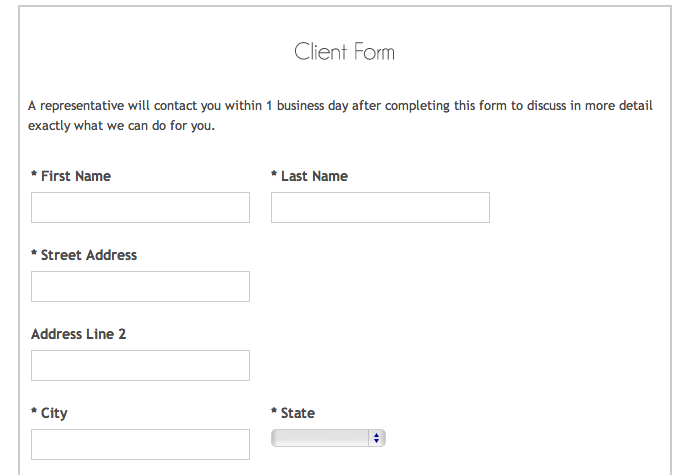 Client Form
A representative will contact you within 1 business day after completing this form to discuss in more detail
exactly what we can do for you.
* First Name * Last Name
* Street Address
Address Line 2
* City * State